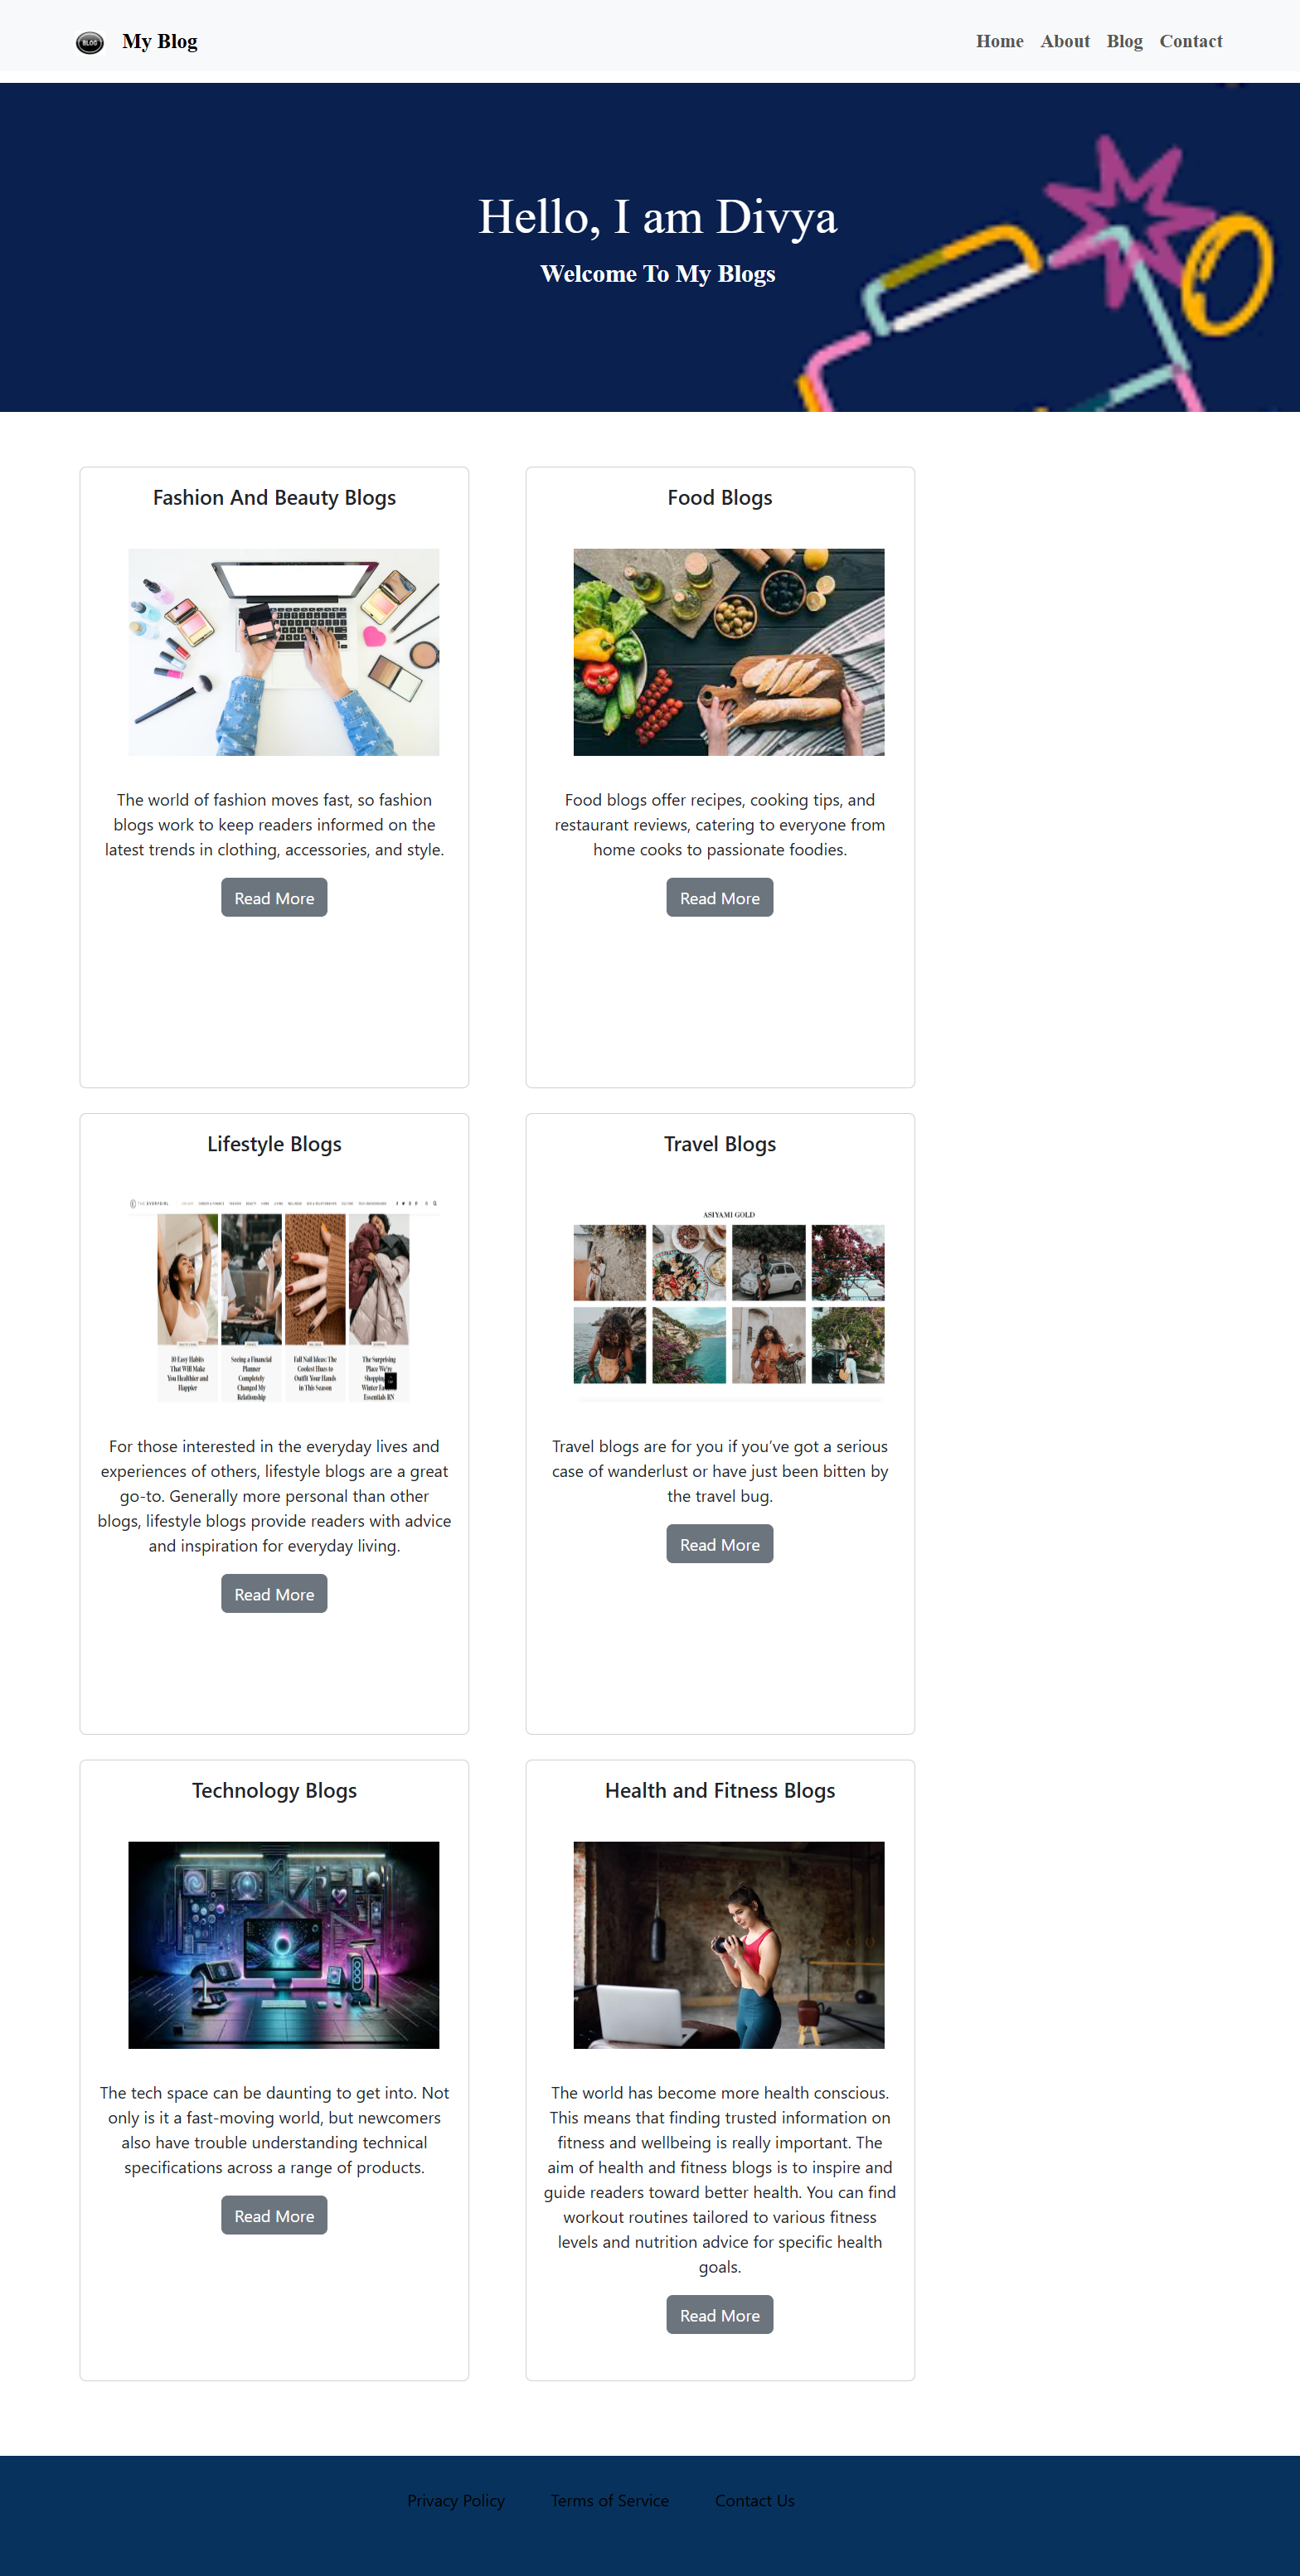 BLOG
My Blog
Home About Blog Contact
Hello, I am Divya
Welcome To My Blogs
Fashion And Beauty Blogs
The world of fashion moves fast, so fashion
blogs work to keep readers informed on the
latest trends in clothing, accessories, and style.
Read More
Food Blogs
Food blogs offer recipes, cooking tips, and
restaurant reviews, catering to everyone from
home cooks to passionate foodies.
Read More
Lifestyle Blogs
THE EVERYGIRL
10 Easy Habits
That Will Make
You Healthier and
Happier
Seeing a Financial
Planner
Completely
Changed My
Relationship
Fall Nail Ideas: The
Coolest Hues to
Outfit Your Hands
in This Season
The Surprising
Place We're
Shopping
Winter
Essentials RN
For those interested in the everyday lives and
experiences of others, lifestyle blogs are a great
go-to. Generally more personal than other
blogs, lifestyle blogs provide readers with advice
and inspiration for everyday living.
Read More
Travel Blogs
ASIYAMI GOLD
Travel blogs are for you if you’ve got a serious
case of wanderlust or have just been bitten by
the travel bug.
Read More
Technology Blogs
The tech space can be daunting to get into. Not
only is it a fast-moving world, but newcomers
also have trouble understanding technical
specifications across a range of products.
Read More
Health and Fitness Blogs
The world has become more health conscious.
This means that finding trusted information on
fitness and wellbeing is really important. The
aim of health and fitness blogs is to inspire and
guide readers toward better health. You can find
workout routines tailored to various fitness
levels and nutrition advice for specific health
goals.
Read More
Privacy Policy Terms of Service Contact Us